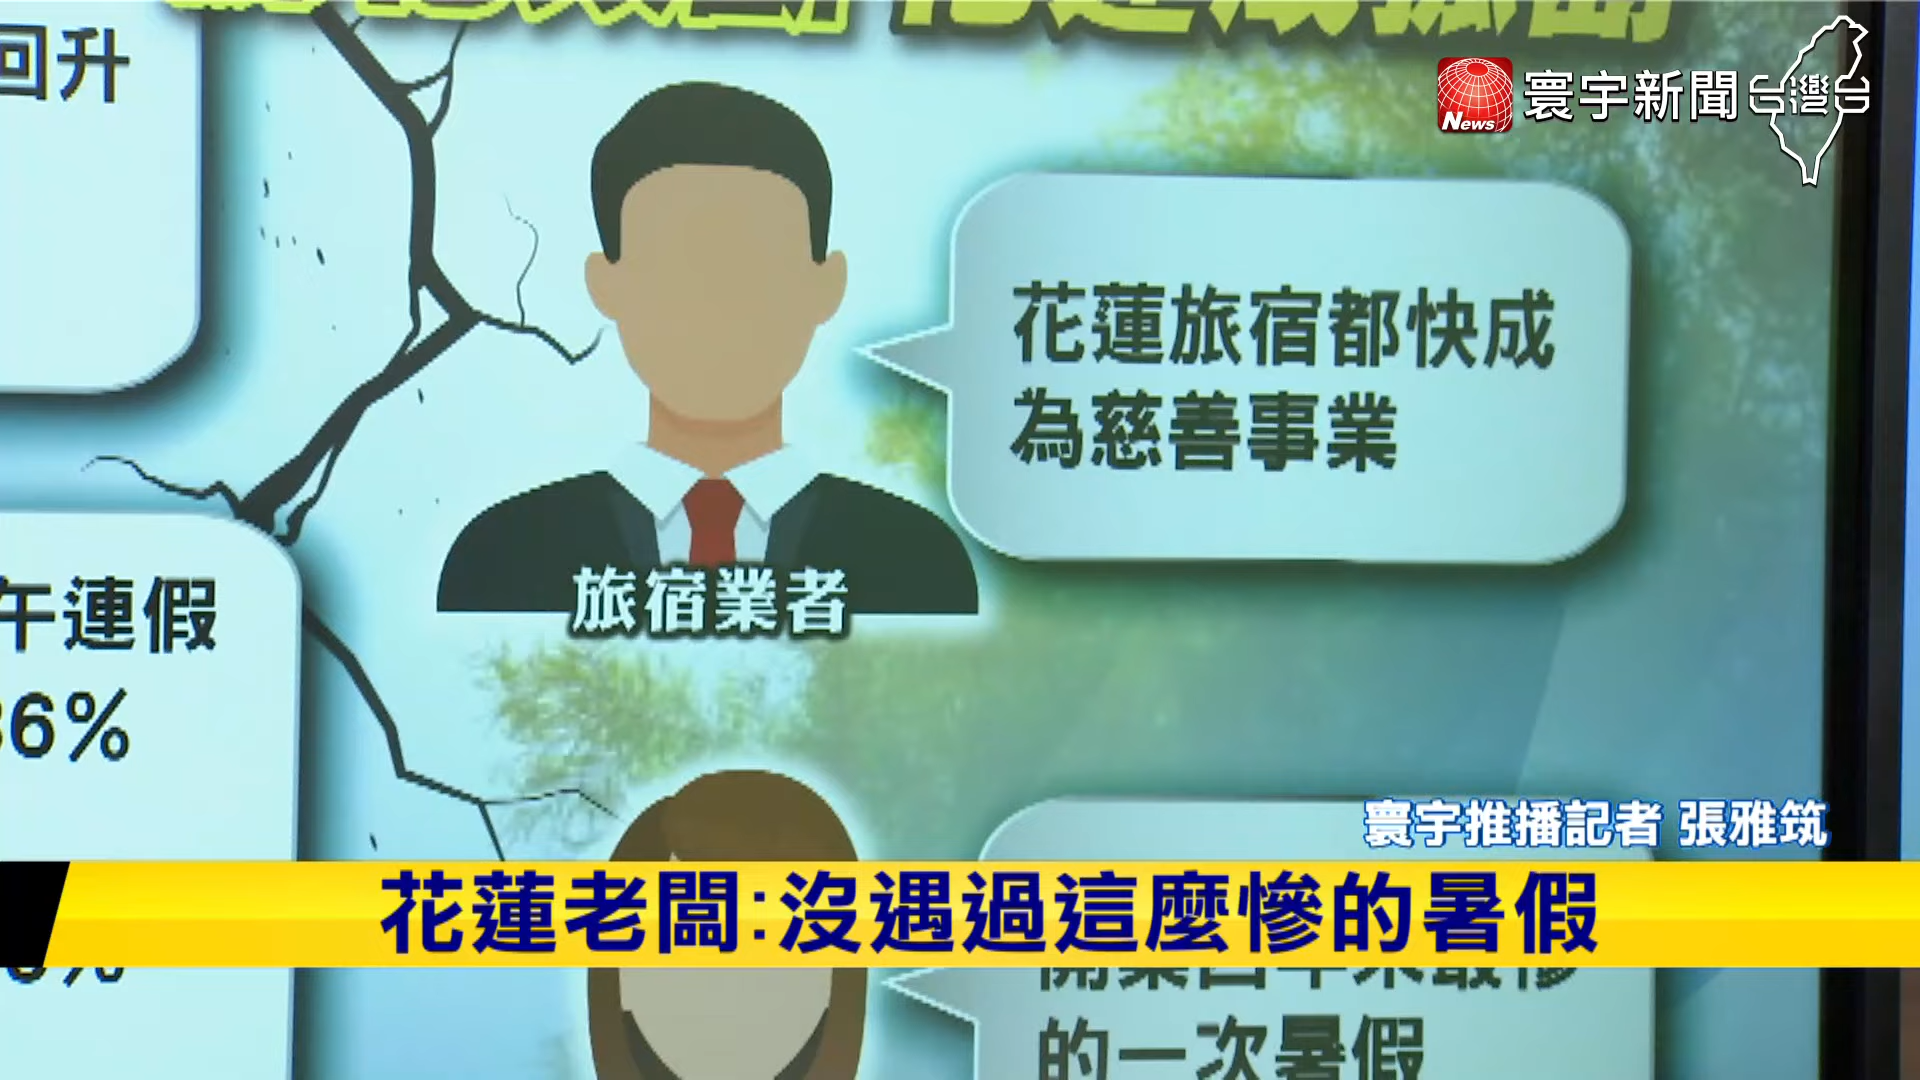 回升
News
寰宇新聞
台灣台
花蓮旅宿都快成
為慈善事業
旅宿業者
午連假
36%
寰宇推播記者 張雅筑
花蓮老闆:沒遇過這麼慘的暑假
的一次暑假